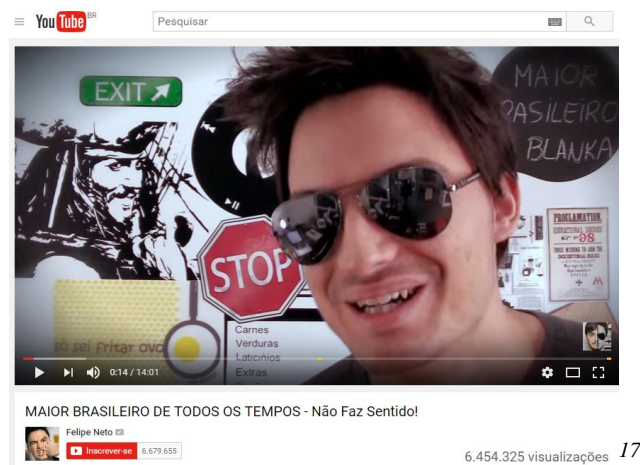 YouTube BR
Pesquisar
EXIT
MAIOR
BRASILEIRO
BLANKA
PROCLAMATION
98
STOP
só sei fritar ovo
Carnes
Verduras
Laticínios
Extras
0:14 / 14:01
MAIOR BRASILEIRO DE TODOS OS TEMPOS - Não Faz Sentido!
Felipe Neto
Inscrever-se 6.679.655
6.454.325 visualizações
17